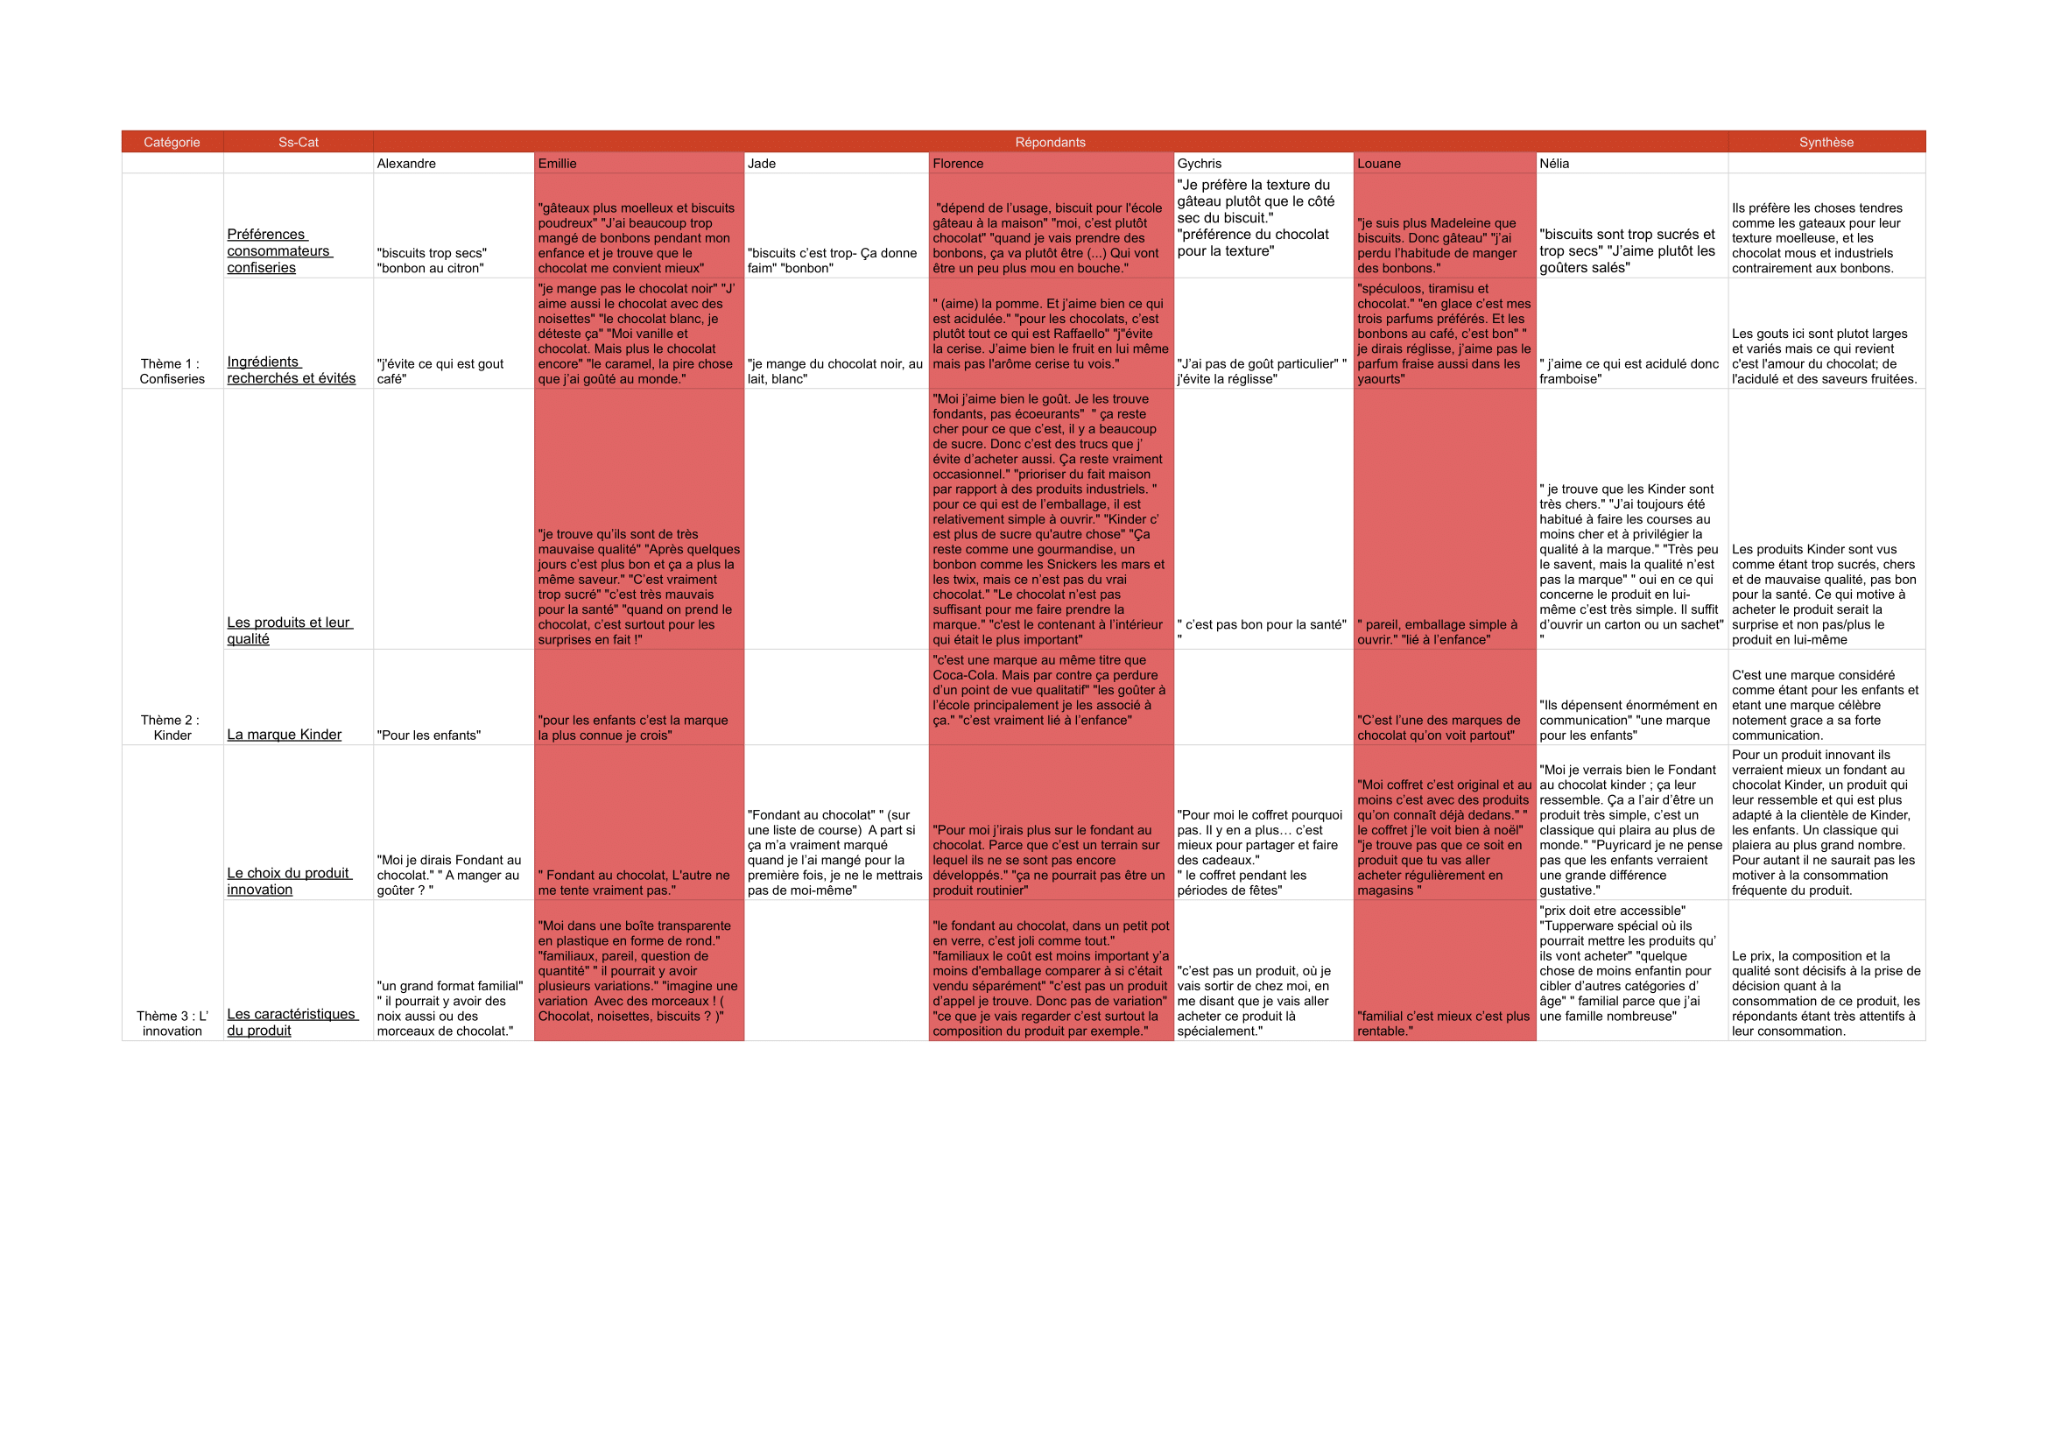 Catégorie
Ss-Cat
Répondants
Synthèse
Alexandre
Emillie
Jade
Florence
Gychris
Louane
Nélia
Thème 1 :
Confiseries
Préférences
consommateurs
confiseries
"biscuits trop secs"
"bonbon au citron"
"gâteaux plus moelleux et biscuits
poudreux" "J'ai beaucoup trop
mangé de bonbons pendant mon
enfance et je trouve que le
chocolat me convient mieux"
"biscuits c'est trop- Ça donne
faim" "bonbon"
"dépend de l'usage, biscuit pour l'école
gâteau à la maison" "moi, c'est plutôt
chocolat" "quand je vais prendre des
bonbons, ça va plutôt être (...) Qui vont
être un peu plus mou en bouche."
"Je préfère la texture du
gâteau plutôt que le côté
sec du biscuit."
"préférence du chocolat
pour la texture"
"je suis plus Madeleine que
biscuits. Donc gâteau" "j'ai
perdu l'habitude de manger
des bonbons."
"biscuits sont trop sucrés et
trop secs" "J'aime plutôt les
goûters salés"
Ils préfère les choses tendres
comme les gateaux pour leur
texture moelleuse, et les
chocolat mous et industriels
contrairement aux bonbons.
Ingrédients
recherchés et évités
"j'évite ce qui est gout
café"
"je mange pas le chocolat noir" "J'
aime aussi le chocolat avec des
noisettes" "le chocolat blanc, je
déteste ça" "Moi vanille et
chocolat. Mais plus le chocolat
encore" "le caramel, la pire chose
que j'ai goûté au monde."
"je mange du chocolat noir, au
lait, blanc"
" (aime) la pomme. Et j'aime bien ce qui
est acidulée." "pour les chocolats, c'est
plutôt tout ce qui est Raffaello" "j"évite
la cerise. J'aime bien le fruit en lui même
mais pas l'arôme cerise tu vois."
"J'ai pas de goût particulier" "
j'évite la réglisse"
"spéculoos, tiramisu et
chocolat." "en glace c'est mes
trois parfums préférés. Et les
bonbons au café, c'est bon" "
je dirais réglisse, j'aime pas le
parfum fraise aussi dans les
yaourts"
" j'aime ce qui est acidulé donc
framboise"
Les gouts ici sont plutot larges
et variés mais ce qui revient
c'est l'amour du chocolat; de
l'acidulé et des saveurs fruitées.
Thème 2 :
Kinder
Les produits et leur
qualité
"je trouve qu'ils sont de très
mauvaise qualité" "Après quelques
jours c'est plus bon et ça a plus la
même saveur." "C'est vraiment
trop sucré" "c'est très mauvais
pour la santé" "quand on prend le
chocolat, c'est surtout pour les
surprises en fait !"
"Moi j'aime bien le goût. Je les trouve
fondants, pas écoeurants" " ça reste
cher pour ce que c'est, il y a beaucoup
de sucre. Donc c'est des trucs que j'
évite d'acheter aussi. Ça reste vraiment
occasionnel." "prioriser du fait maison
par rapport à des produits industriels. "
pour ce qui est de l'emballage, il est
relativement simple à ouvrir." "Kinder c'
est plus de sucre qu'autre chose" "Ça
reste comme une gourmandise, un
bonbon comme les Snickers les mars et
les twix, mais ce n'est pas du vrai
chocolat." "Le chocolat n'est pas
suffisant pour me faire prendre la
marque." "c'est le contenant à l'intérieur
qui était le plus important"
" c'est pas bon pour la santé"
"
" pareil, emballage simple à
ouvrir." "lié à l'enfance"
" je trouve que les Kinder sont
très chers." "J'ai toujours été
habitué à faire les courses au
moins cher et à privilégier la
qualité à la marque." "Très peu
le savent, mais la qualité n'est
pas la marque" " oui en ce qui
concerne le produit en lui-
même c'est très simple. Il suffit
d'ouvrir un carton ou un sachet"
"
Les produits Kinder sont vus
comme étant trop sucrés, chers
et de mauvaise qualité, pas bon
pour la santé. Ce qui motive à
acheter le produit serait la
surprise et non pas/plus le
produit en lui-même
La marque Kinder
"Pour les enfants"
"pour les enfants c'est la marque
la plus connue je crois"
"c'est une marque au même titre que
Coca-Cola. Mais par contre ça perdure
d'un point de vue qualitatif" "les goûter à
l'école principalement je les associé à
ça." "c'est vraiment lié à l'enfance"
"C'est l'une des marques de
chocolat qu'on voit partout"
"Ils dépensent énormément en
communication" "une marque
pour les enfants"
C'est une marque considéré
comme étant pour les enfants et
etant une marque célèbre
notement grace a sa forte
communication.
Thème 3 : L'
innovation
Le choix du produit
innovation
"Moi je dirais Fondant au
chocolat." " A manger au
goûter ? "
" Fondant au chocolat, L'autre ne
me tente vraiment pas."
"Fondant au chocolat" " (sur
une liste de course) A part si
ça m'a vraiment marqué
quand je l'ai mangé pour la
première fois, je ne le mettrais
pas de moi-même"
"Pour moi j'irais plus sur le fondant au
chocolat. Parce que c'est un terrain sur
lequel ils ne se sont pas encore
développés." "ça ne pourrait pas être un
produit routinier"
"Pour moi le coffret pourquoi
pas. Il y en a plus… c'est
mieux pour partager et faire
des cadeaux."
" le coffret pendant les
périodes de fêtes"
"Moi coffret c'est original et au
moins c'est avec des produits
qu'on connaît déjà dedans." "
le coffret j'le voit bien à noël"
"je trouve pas que ce soit en
produit que tu vas aller
acheter régulièrement en
magasins "
"Moi je verrais bien le Fondant
au chocolat kinder ; ça leur
ressemble. Ça a l'air d'être un
produit très simple, c'est un
classique qui plaira au plus de
monde." "Puyricard je ne pense
pas que les enfants verraient
une grande différence
gustative."
Pour un produit innovant ils
verraient mieux un fondant au
chocolat Kinder, un produit qui
leur ressemble et qui est plus
adapté à la clientèle de Kinder,
les enfants. Un classique qui
plaiera au plus grand nombre.
Pour autant il ne saurait pas les
motiver à la consommation
fréquente du produit.
Les caractéristiques
du produit
"un grand format familial"
" il pourrait y avoir des
noix aussi ou des
morceaux de chocolat."
"Moi dans une boîte transparente
en plastique en forme de rond."
"familiaux, pareil, question de
quantité" " il pourrait y avoir
plusieurs variations." "imagine une
variation Avec des morceaux ! (
Chocolat, noisettes, biscuits ? )"
"le fondant au chocolat, dans un petit pot
en verre, c'est joli comme tout."
"familiaux le coût est moins important y'a
moins d'emballage comparer à si c'était
vendu séparément" "c'est pas un produit
d'appel je trouve. Donc pas de variation"
"ce que je vais regarder c'est surtout la
composition du produit par exemple."
"c'est pas un produit, où je
vais sortir de chez moi, en
me disant que je vais aller
acheter ce produit là
spécialement."
"familial c'est mieux c'est plus
rentable."
"prix doit etre accessible"
"Tupperware spécial où ils
pourrait mettre les produits qu'
ils vont acheter" "quelque
chose de moins enfantin pour
cibler d'autres catégories d'
âge" " familial parce que j'ai
une famille nombreuse"
Le prix, la composition et la
qualité sont décisifs à la prise de
décision quant à la
consommation de ce produit, les
répondants étant très attentifs à
leur consommation.